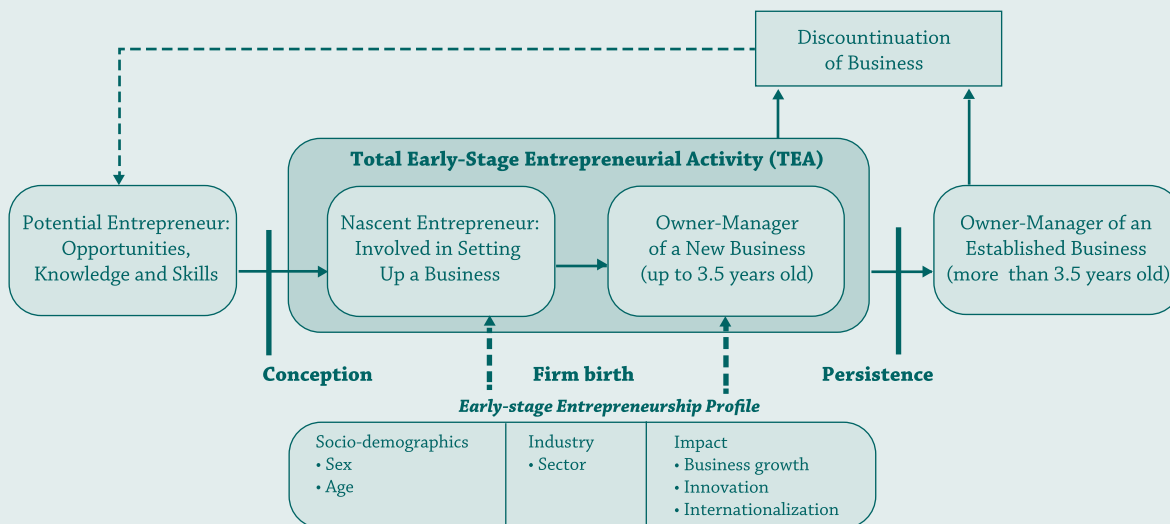 Discountinuation
of Business
Total Early-Stage Entrepreneurial Activity (TEA)
Potential Entrepreneur:
Opportunities,
Knowledge and Skills
Nascent Entrepreneur:
Involved in Setting
Up a Business
Owner-Manager
of a New Business
(up to 3.5 years old)
Owner-Manager of an
Established Business
(more than 3.5 years old)
Conception
Firm birth
Persistence
Early-stage Entrepreneurship Profile
Socio-demographics
• Sex
• Age
Industry
• Sector
Impact
• Business growth
• Innovation
• Internationalization